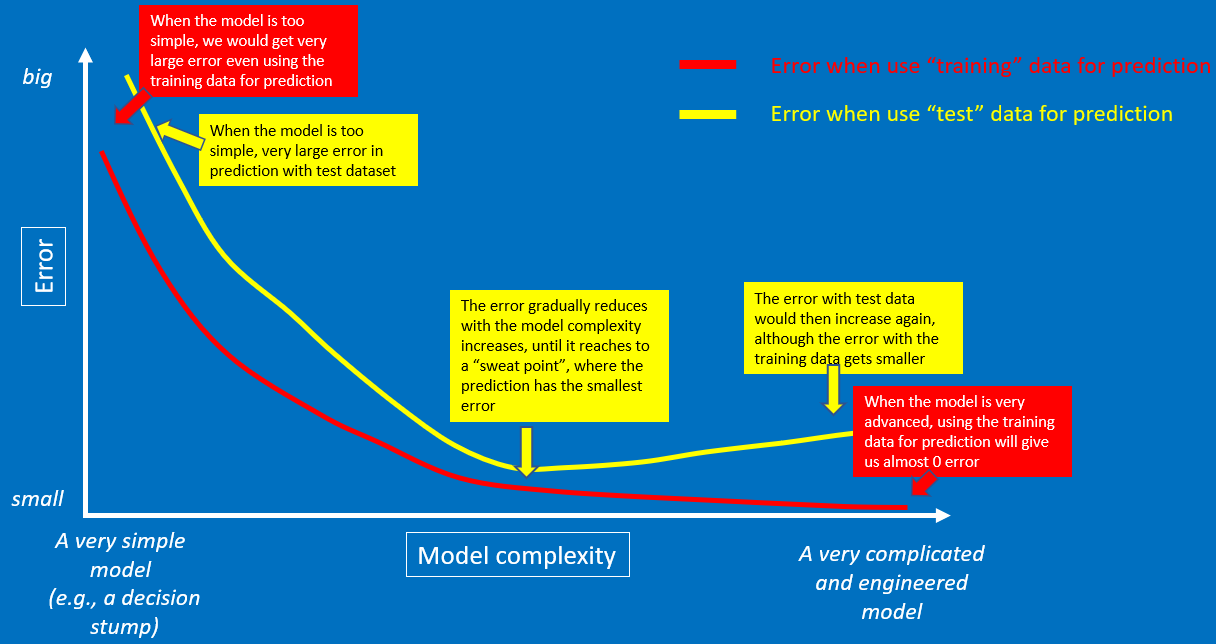 When the model is too
simple, we would get very
large error even using the
training data for prediction
big
Error when use “training” data for prediction
Error when use “test” data for prediction
When the model is too
simple, very large error in
prediction with test dataset
Error
The error gradually reduces
with the model complexity
increases, until it reaches to
a “sweat point”, where the
prediction has the smallest
error
The error with test data
would then increase again,
although the error with the
training data gets smaller
When the model is very
advanced, using the training
data for prediction will give
us almost 0 error
small
A very simple
model
(e.g., a decision
stump)
Model complexity
A very complicated
and engineered
model